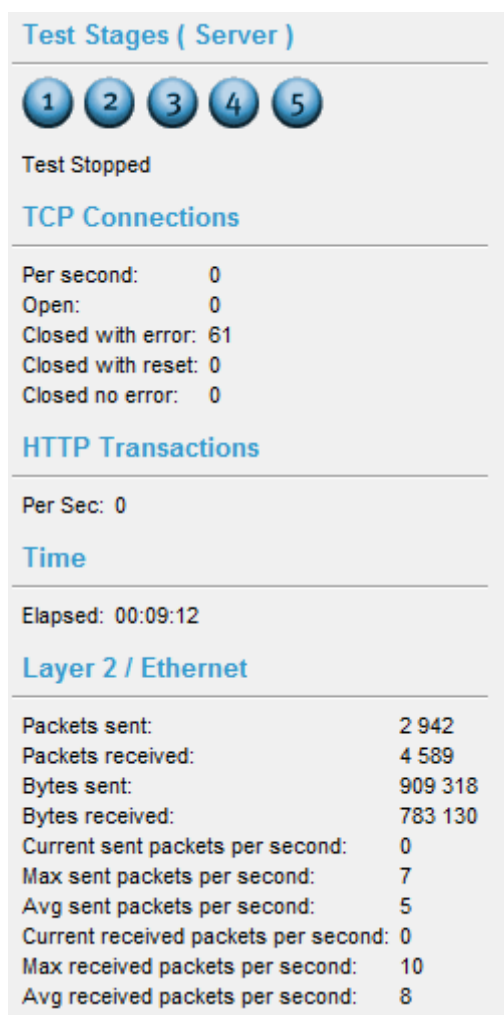 Test Stages ( Server )
1 2 3 4 5
Test Stopped
TCP Connections
Per second: 0
Open: 0
Closed with error: 61
Closed with reset: 0
Closed no error: 0
HTTP Transactions
Per Sec: 0
Time
Elapsed: 00:09:12
Layer 2 / Ethernet
Packets sent: 2 942
Packets received: 4 589
Bytes sent: 909 318
Bytes received: 783 130
Current sent packets per second: 0
Max sent packets per second: 7
Avg sent packets per second: 5
Current received packets per second: 0
Max received packets per second: 10
Avg received packets per second: 8